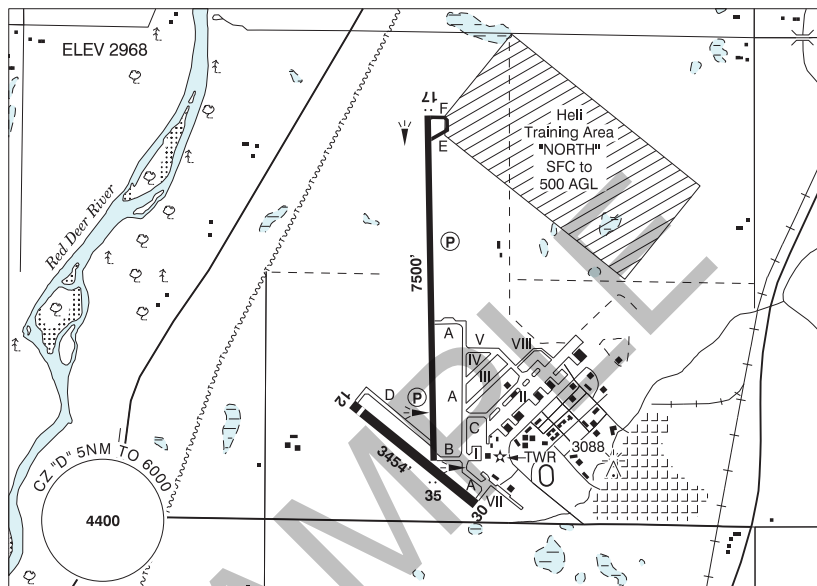 ELEV 2968
17
F
E
Heli
Training Area
"NORTH"
SFC to
500 AGL
Red Deer River
P
7500'
A
V
VIII
IV
III
A
II
D
P
12
C
B
I
TWR
3088
3454'
A
35
30
VII
CZ "D" 5NM TO 6000
4400
SAMPLE